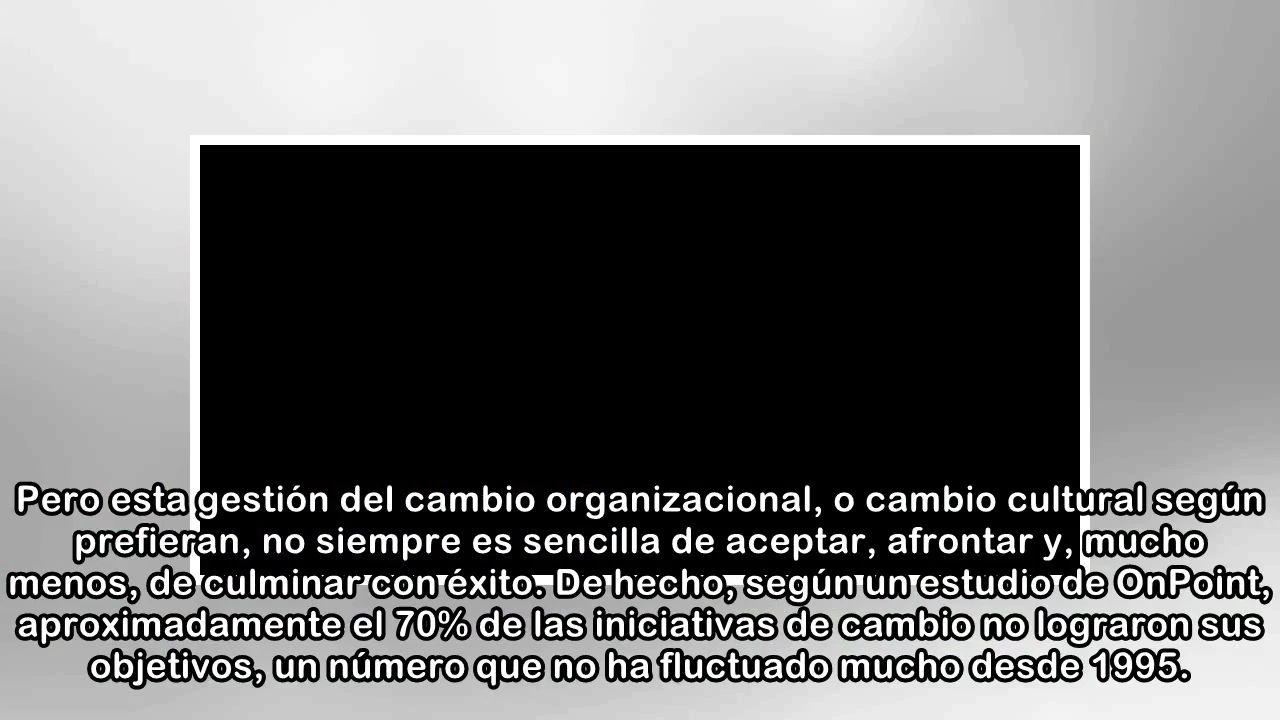 Pero esta gestión del cambio organizacional, o cambio cultural según
prefieran, no siempre es sencilla de aceptar, afrontar y, mucho
menos, de culminar con éxito. De hecho, según un estudio de OnPoint,
aproximadamente el 70% de las iniciativas de cambio no lograron sus
objetivos, un número que no ha fluctuado mucho desde 1995.